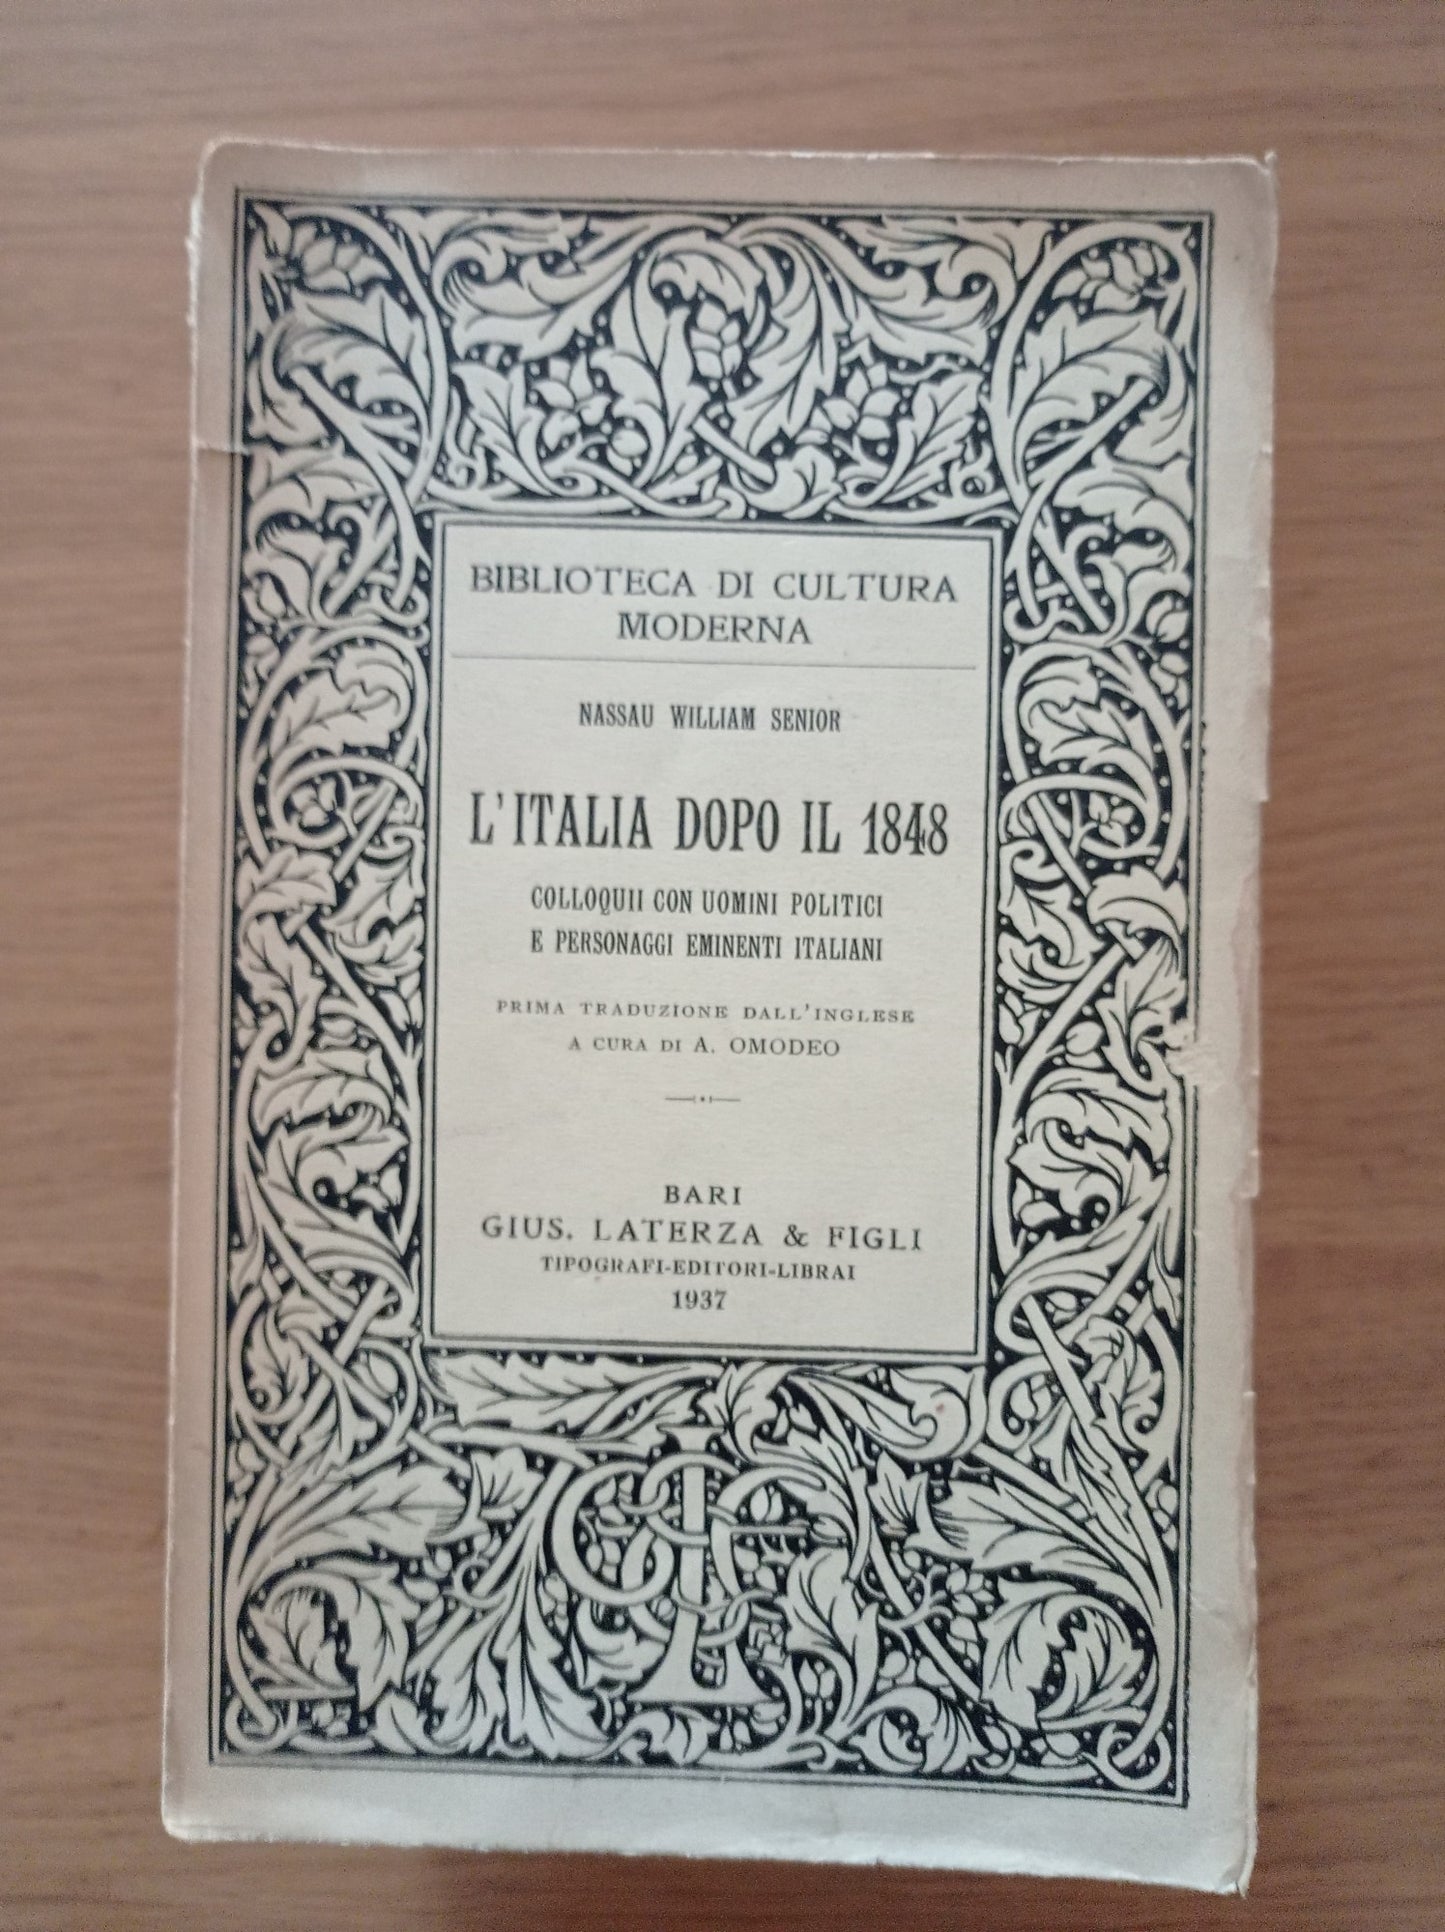 BIBLIOTECA DI CULTURA
MODERNA
NASSAU WILLIAM SENIOR
L'ITALIA DOPO IL 1848
COLLOQUII CON UOMINI POLITICI
E PERSONAGGI EMINENTI ITALIANI
PRIMA TRADUZIONE DALL'INGLESE
A CURA DI A. OMODEO
BARI
GIUS. LATERZA & FIGLI
TIPOGRAFI-EDITORI-LIBRAI
1937